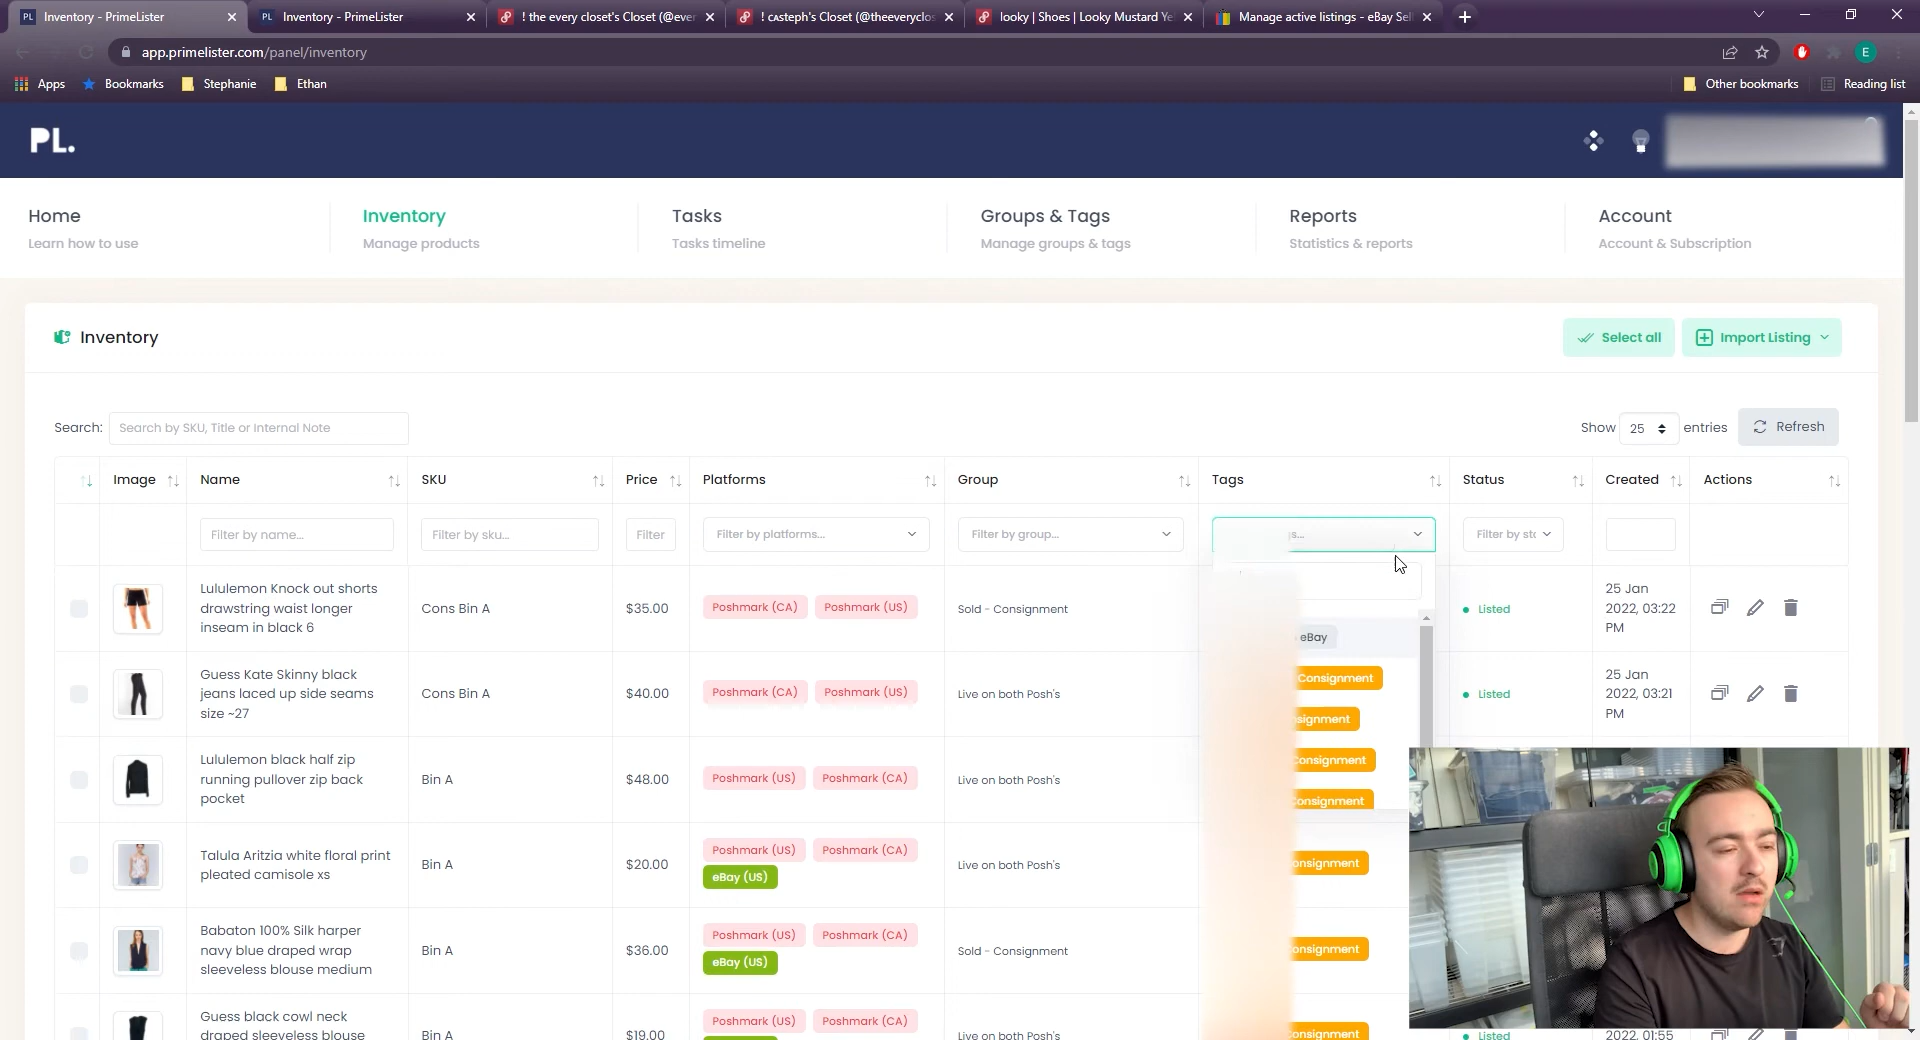 Inventory - PrimeLister
Inventory - PrimeLister
! the every closet's Closet (@ever
! cᴀsteph's Closet (@theeveryclos
looky | Shoes | Looky Mustard Ye
Manage active listings - eBay Sell
app.primelister.com/panel/inventory
E
Apps
Bookmarks
Stephanie
Ethan
Other bookmarks
Reading list
PL.
Home
Learn how to use
Inventory
Manage products
Tasks
Tasks timeline
Groups & Tags
Manage groups & tags
Reports
Statistics & reports
Account
Account & Subscription
Inventory
Select all
Import Listing
Search:
Search by SKU, Title or Internal Note
Show 25 entries
Refresh
Image
Name
SKU
Price
Platforms
Group
Tags
Status
Created
Actions
Filter by name...
Filter by sku...
Filter
Filter by platforms...
Filter by group...
s...
Filter by sto
eBay
Consignment
nsignment
Consignment
Consignment
Lululemon Knock out shorts
drawstring waist longer
inseam in black 6
Cons Bin A
$35.00
Poshmark (CA)
Poshmark (US)
Sold - Consignment
Listed
25 Jan
2022, 03:22
PM
Guess Kate Skinny black
jeans laced up side seams
size ~27
Cons Bin A
$40.00
Poshmark (CA)
Poshmark (US)
Live on both Posh's
Listed
25 Jan
2022, 03:21
PM
Lululemon black half zip
running pullover zip back
pocket
Bin A
$48.00
Poshmark (US)
Poshmark (CA)
Live on both Posh's
Talula Aritzia white floral print
pleated camisole xs
Bin A
$20.00
Poshmark (US)
Poshmark (CA)
eBay (US)
Live on both Posh's
onsignment
Babaton 100% Silk harper
navy blue draped wrap
sleeveless blouse medium
Bin A
$36.00
Poshmark (US)
Poshmark (CA)
eBay (US)
Sold - Consignment
onsignment
Guess black cowl neck
draped sleeveless blouse
Bin A
$19.00
Poshmark (US)
Poshmark (CA)
Live on both Posh's
onsignment
Listed
2022, 01:55